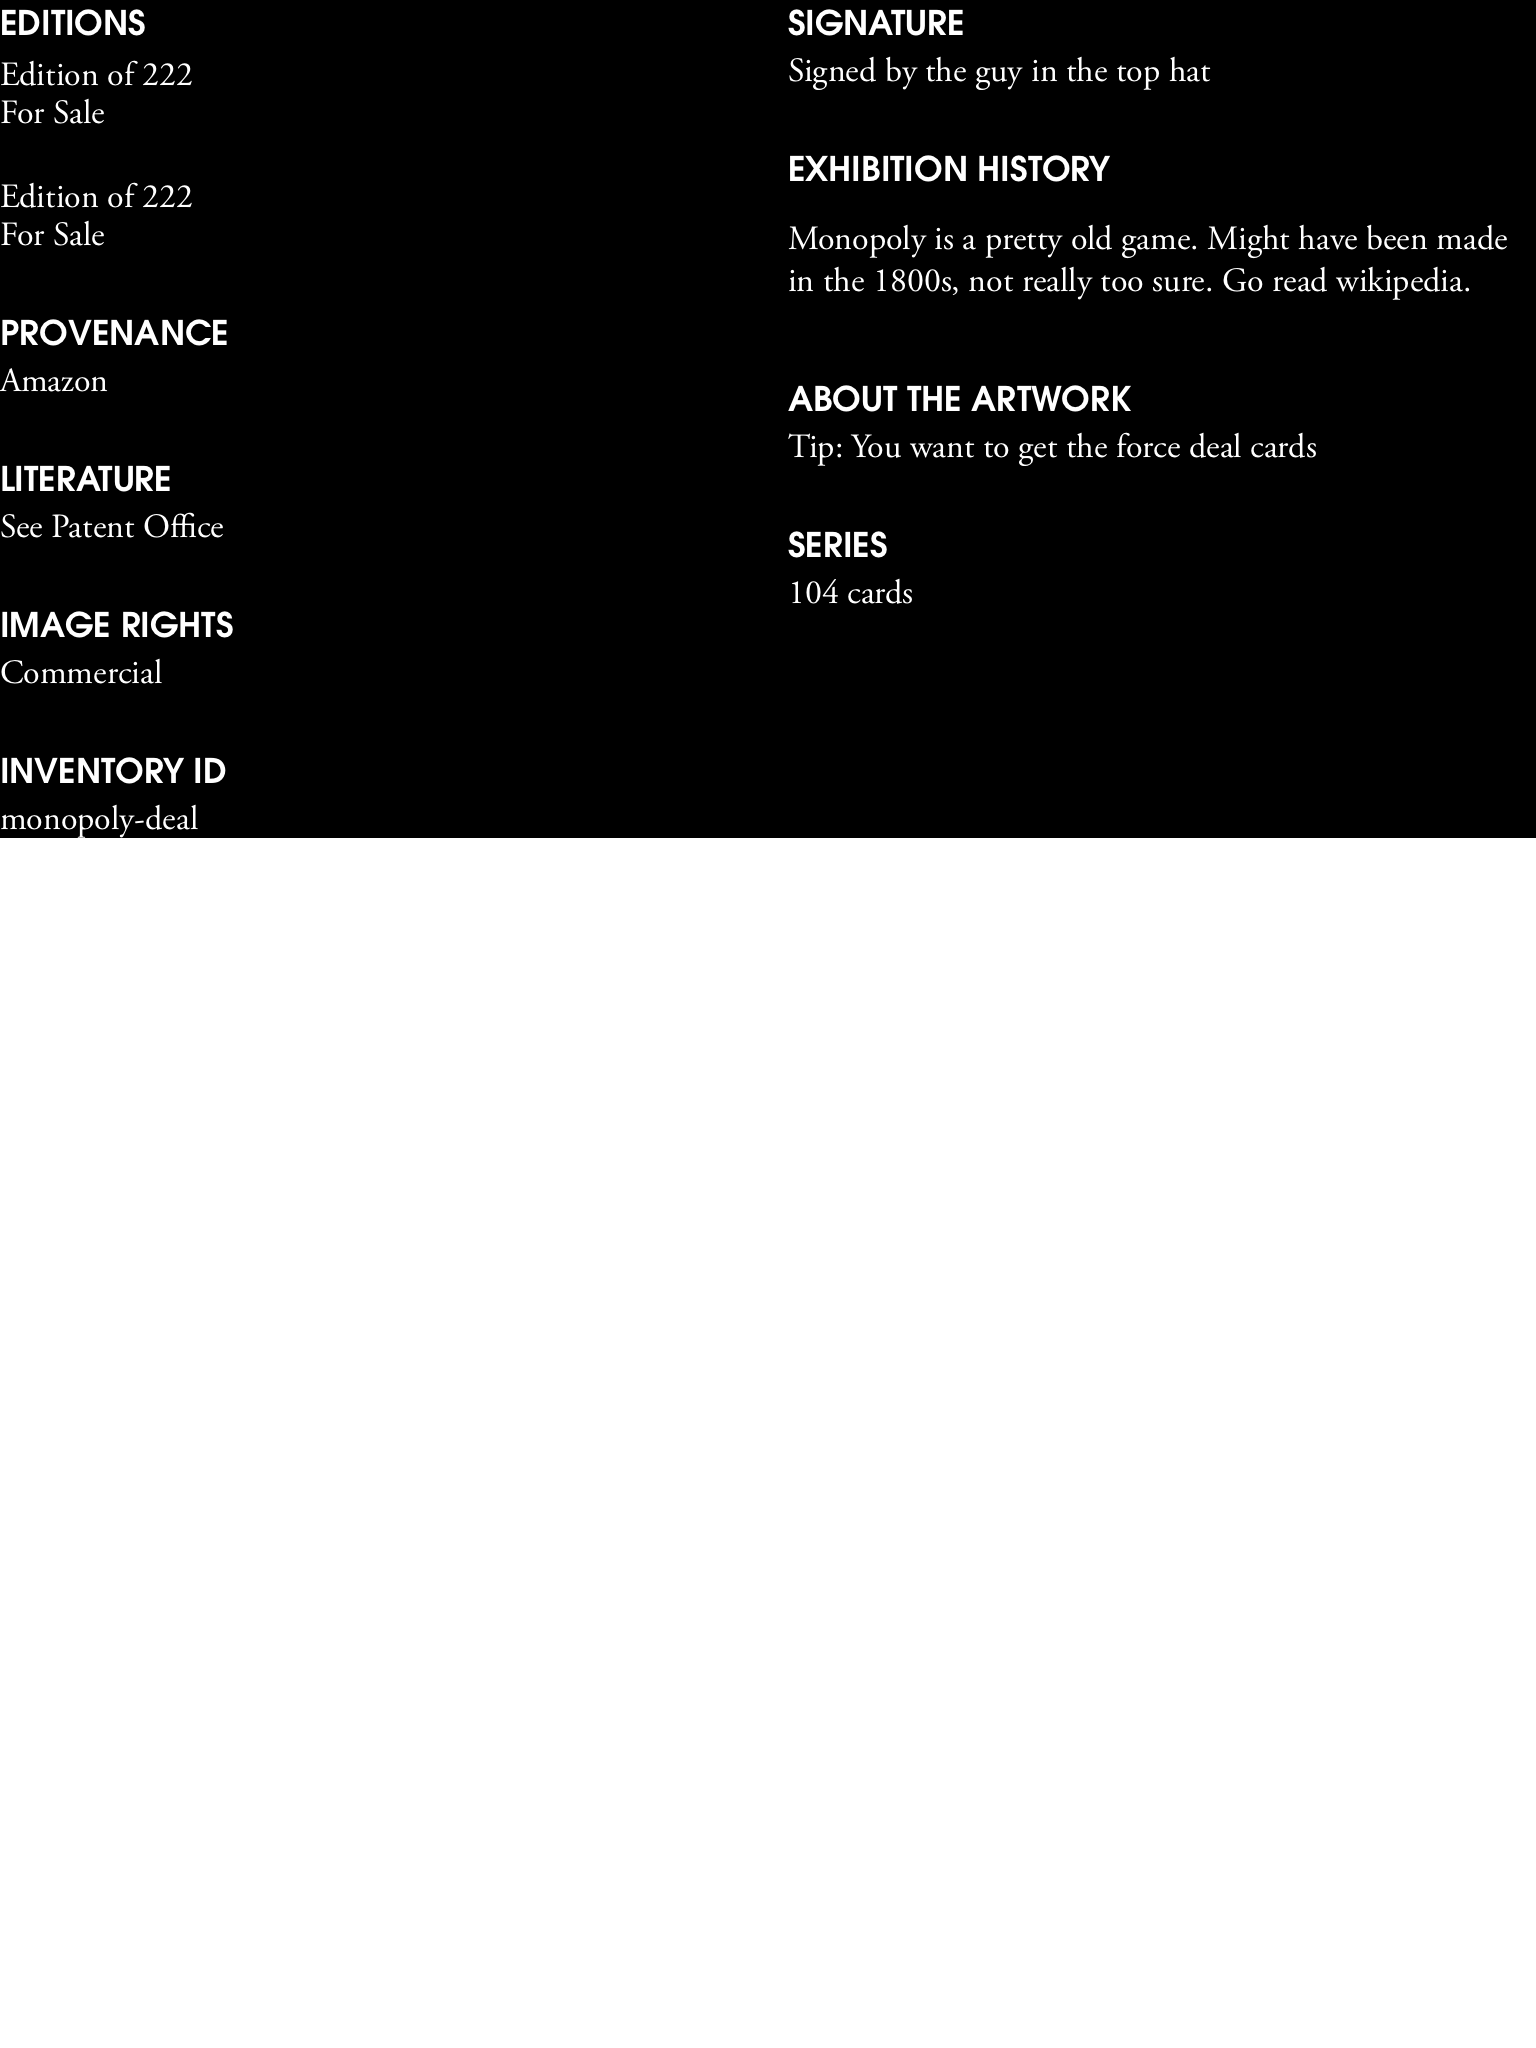 EDITIONS
Edition of 222
For Sale
Edition of 222
For Sale
PROVENANCE
Amazon
LITERATURE
See Patent Office
IMAGE RIGHTS
Commercial
INVENTORY ID
monopoly-deal
SIGNATURE
Signed by the guy in the top hat
EXHIBITION HISTORY
Monopoly is a pretty old game. Might have been made
in the 1800s, not really too sure. Go read wikipedia.
ABOUT THE ARTWORK
Tip: You want to get the force deal cards
SERIES
104 cards